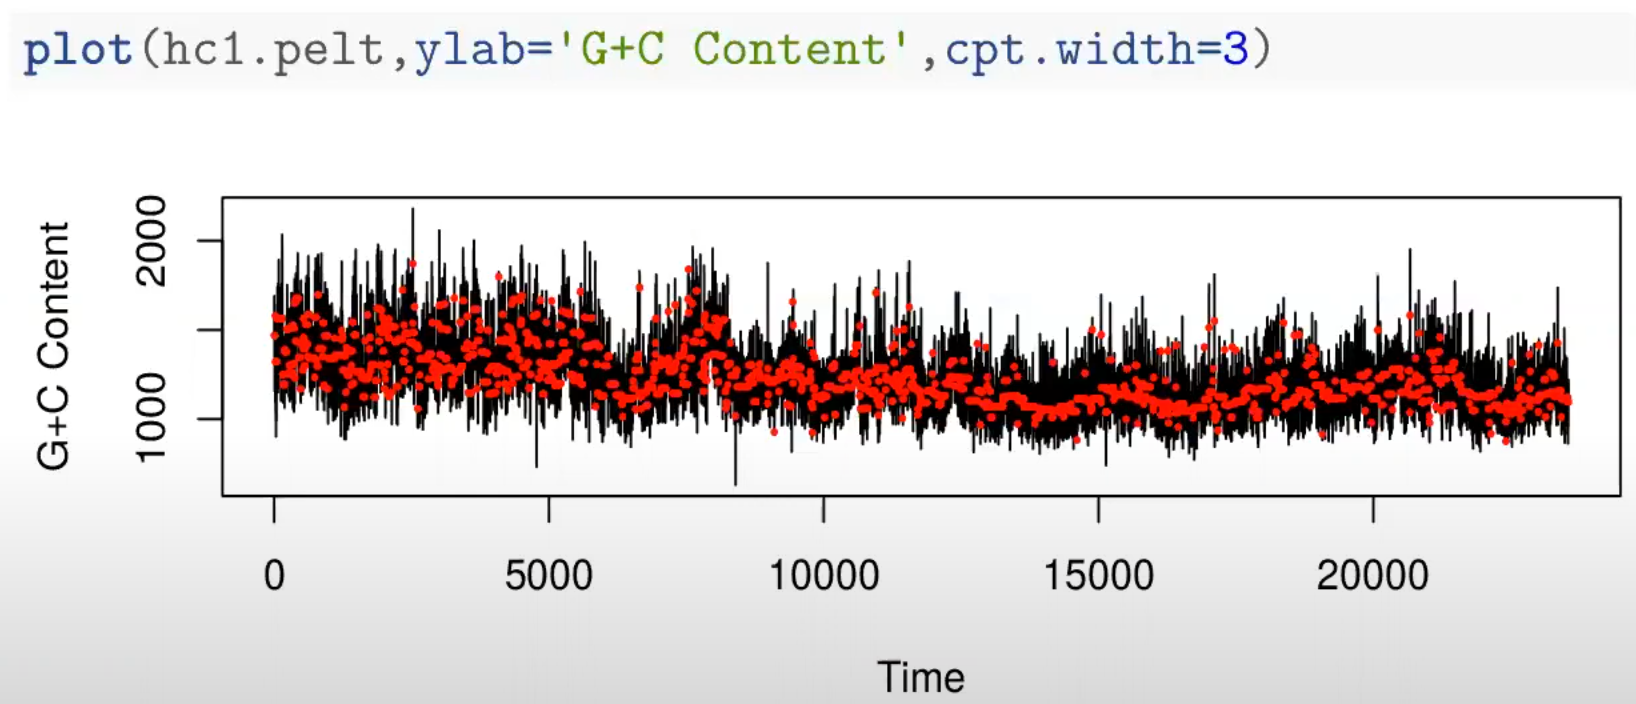 plot(hc1.pelt,ylab='G+C Content',cpt.width=3)
G+C Content
2000
1000
0 5000 10000 15000 20000
Time